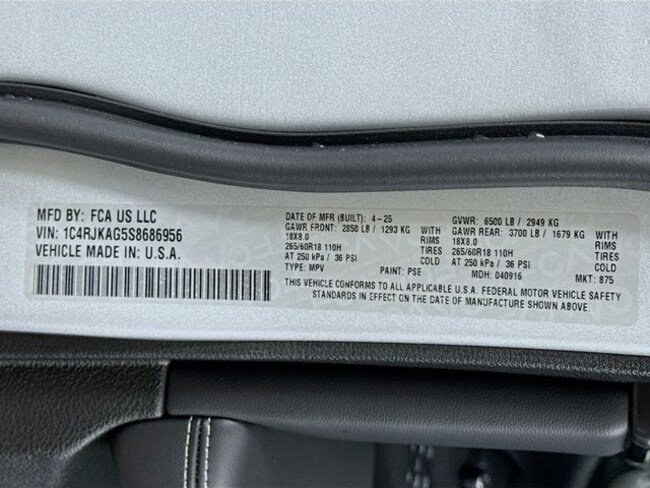 MFD BY: FCA US LLC
VIN: 1C4RJKAG5S8686956
VEHICLE MADE IN: U.S.A.
DATE OF MFR (BUILT): 4-25
GAWR FRONT: 2850 LB / 1293 KG WITH
18X8.0 RIMS
265/60R18 110H TIRES
AT 250 kPa / 36 PSI COLD
TYPE: MPV PAINT: PSE
GVWR: 6500 LB / 2949 KG
GAWR REAR: 3700 LB / 1679 KG WITH
18X8.0 RIMS
265/60R18 110H TIRES
AT 250 kPa / 36 PSI COLD
MDH: 040916 MKT: 875
THIS VEHICLE CONFORMS TO ALL APPLICABLE U.S.A. FEDERAL MOTOR VEHICLE SAFETY
STANDARDS IN EFFECT ON THE DATE OF MANUFACTURE SHOWN ABOVE.